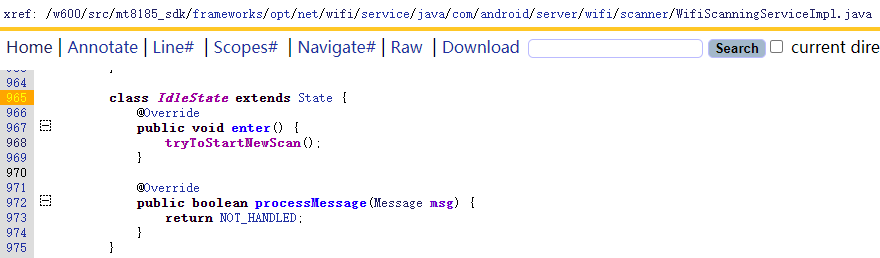 xref: /w600/src/mt8185_sdk/frameworks/opt/net/wifi/service/java/com/android/server/wifi/scanner/WifiScanningServiceImpl.java
Home | Annotate | Line# | Scopes# | Navigate# | Raw | Download Search current dire
964
965 class IdleState extends State {
966 @Override
967 public void enter() {
968 tryToStartNewScan();
969 }
970
971 @Override
972 public boolean processMessage(Message msg) {
973 return NOT_HANDLED;
974 }
975 }